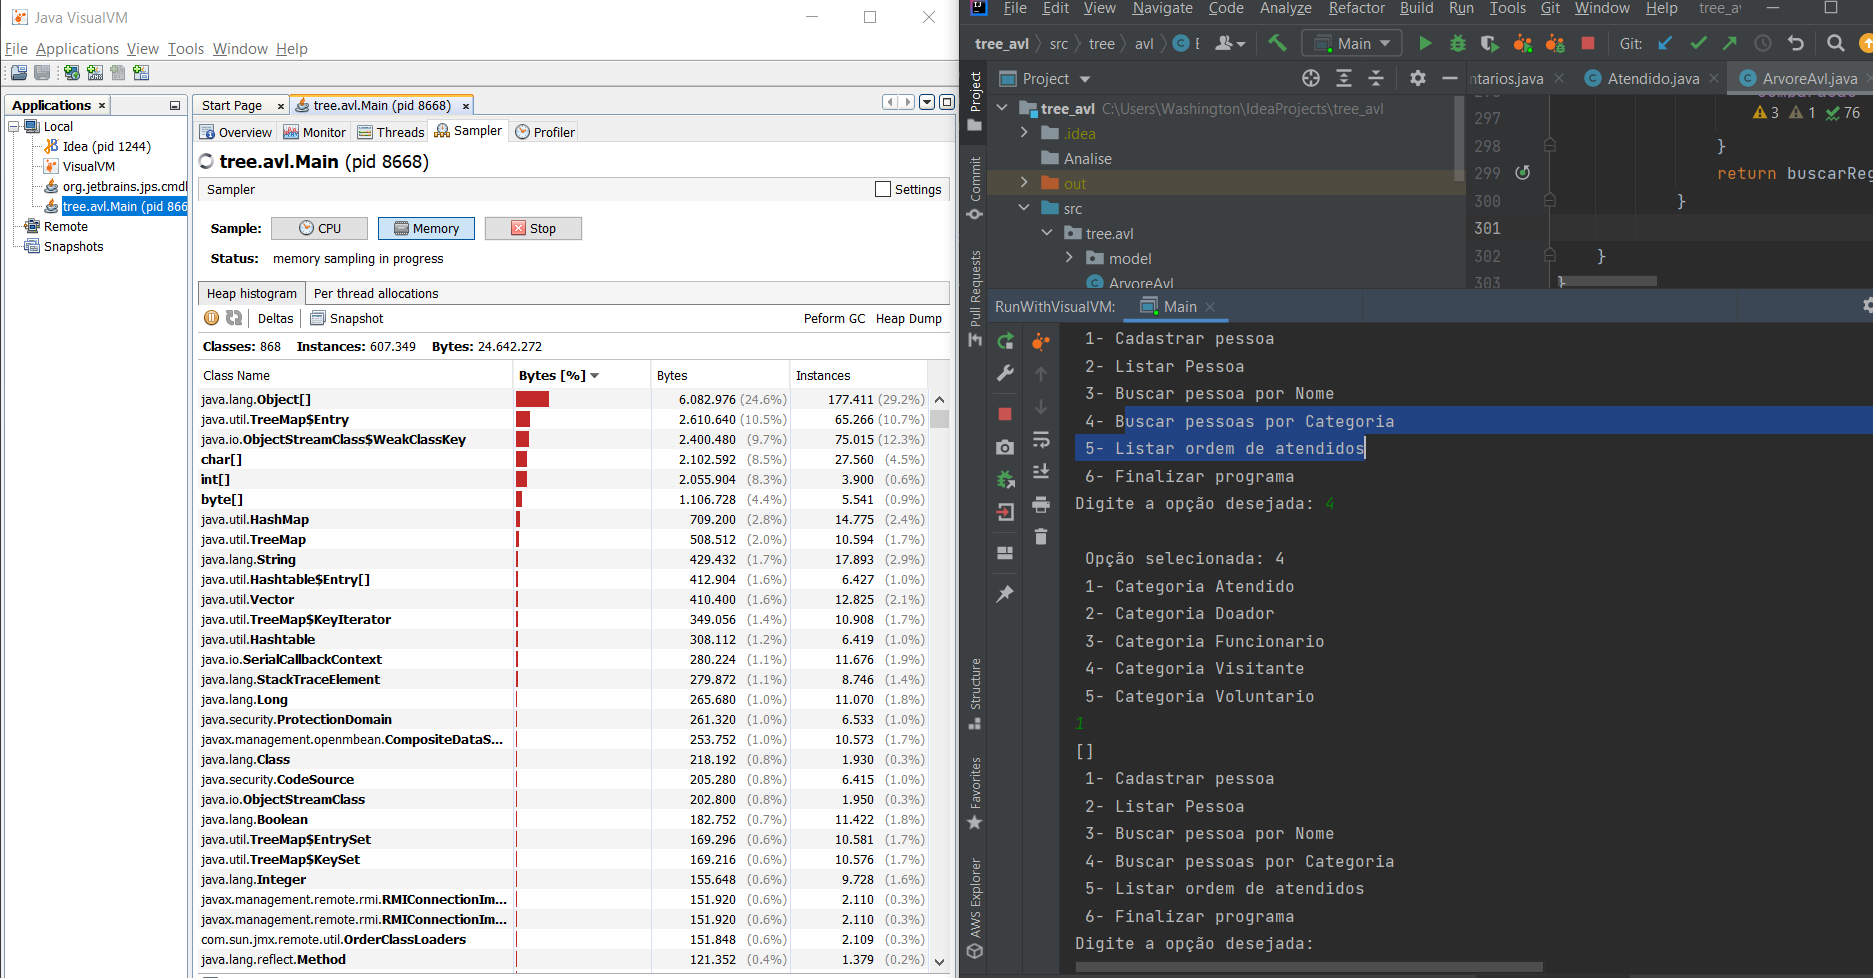 Java VisualVM
File Applications View Tools Window Help
Applications
Local
Idea (pid 1244)
VisualVM
org.jetbrains.jps.cmdl
tree.avl.Main (pid 866
Remote
Snapshots
Start Page
tree.avl.Main (pid 8668)
Overview Monitor Threads Sampler Profiler
tree.avl.Main (pid 8668)
Sampler
Settings
Sample: CPU Memory Stop
Status: memory sampling in progress
Heap histogram Per thread allocations
Deltas Snapshot Peform GC Heap Dump
Classes: 868 Instances: 607.349 Bytes: 24.642.272
Class Name Bytes [%] Bytes Instances
java.lang.Object[] 6.082.976 (24.6%) 177.411 (29.2%)
java.util.TreeMap$Entry 2.610.640 (10.5%) 65.266 (10.7%)
java.io.ObjectStreamClass$WeakClassKey 2.400.480 (9.7%) 75.015 (12.3%)
char[] 2.102.592 (8.5%) 27.560 (4.5%)
int[] 2.055.904 (8.3%) 3.900 (0.6%)
byte[] 1.106.728 (4.4%) 5.541 (0.9%)
java.util.HashMap 709.200 (2.8%) 14.775 (2.4%)
java.util.TreeMap 508.512 (2.0%) 10.594 (1.7%)
java.lang.String 429.432 (1.7%) 17.893 (2.9%)
java.util.Hashtable$Entry[] 412.904 (1.6%) 6.427 (1.0%)
java.util.Vector 410.400 (1.6%) 12.825 (2.1%)
java.util.TreeMap$KeyIterator 349.056 (1.4%) 10.908 (1.7%)
java.util.Hashtable 308.112 (1.2%) 6.419 (1.0%)
java.io.SerialCallbackContext 280.224 (1.1%) 11.676 (1.9%)
java.lang.StackTraceElement 279.872 (1.1%) 8.746 (1.4%)
java.lang.Long 265.680 (1.0%) 11.070 (1.8%)
java.security.ProtectionDomain 261.320 (1.0%) 6.533 (1.0%)
javax.management.openmbean.CompositeDataS... 253.752 (1.0%) 10.573 (1.7%)
java.lang.Class 218.192 (0.8%) 1.930 (0.3%)
java.security.CodeSource 205.280 (0.8%) 6.415 (1.0%)
java.io.ObjectStreamClass 202.800 (0.8%) 1.950 (0.3%)
java.lang.Boolean 182.752 (0.7%) 11.422 (1.8%)
java.util.TreeMap$EntrySet 169.296 (0.6%) 10.581 (1.7%)
java.util.TreeMap$KeySet 169.216 (0.6%) 10.576 (1.7%)
java.lang.Integer 155.648 (0.6%) 9.728 (1.6%)
javax.management.remote.rmi.RMIConnectionIm... 151.920 (0.6%) 2.110 (0.3%)
javax.management.remote.rmi.RMIConnectionIm... 151.920 (0.6%) 2.110 (0.3%)
com.sun.jmx.remote.util.OrderClassLoaders 151.848 (0.6%) 2.109 (0.3%)
java.lang.reflect.Method 121.352 (0.4%) 1.379 (0.2%)
IJ File Edit View Navigate Code Analyze Refactor Build Run Tools Git Window Help tree_av
tree_avl src tree avl Main Git:
Project
Commit
Pull Requests
Structure
Favorites
AWS Explorer
Project
tree_avl C:\Users\Washington\IdeaProjects\tree_avl
.idea
Analise
out
src
tree.avl
model
ArvoreAvl
ntarios.java Atendido.java ArvoreAvl.java
3 1 76
297
298 }
299 return buscarReg
300 }
301
302 }
303 }
RunWithVisualVM: Main
1- Cadastrar pessoa
2- Listar Pessoa
3- Buscar pessoa por Nome
4- Buscar pessoas por Categoria
5- Listar ordem de atendidos
6- Finalizar programa
Digite a opção desejada: 4
Opção selecionada: 4
1- Categoria Atendido
2- Categoria Doador
3- Categoria Funcionario
4- Categoria Visitante
5- Categoria Voluntario
1
[]
1- Cadastrar pessoa
2- Listar Pessoa
3- Buscar pessoa por Nome
4- Buscar pessoas por Categoria
5- Listar ordem de atendidos
6- Finalizar programa
Digite a opção desejada: